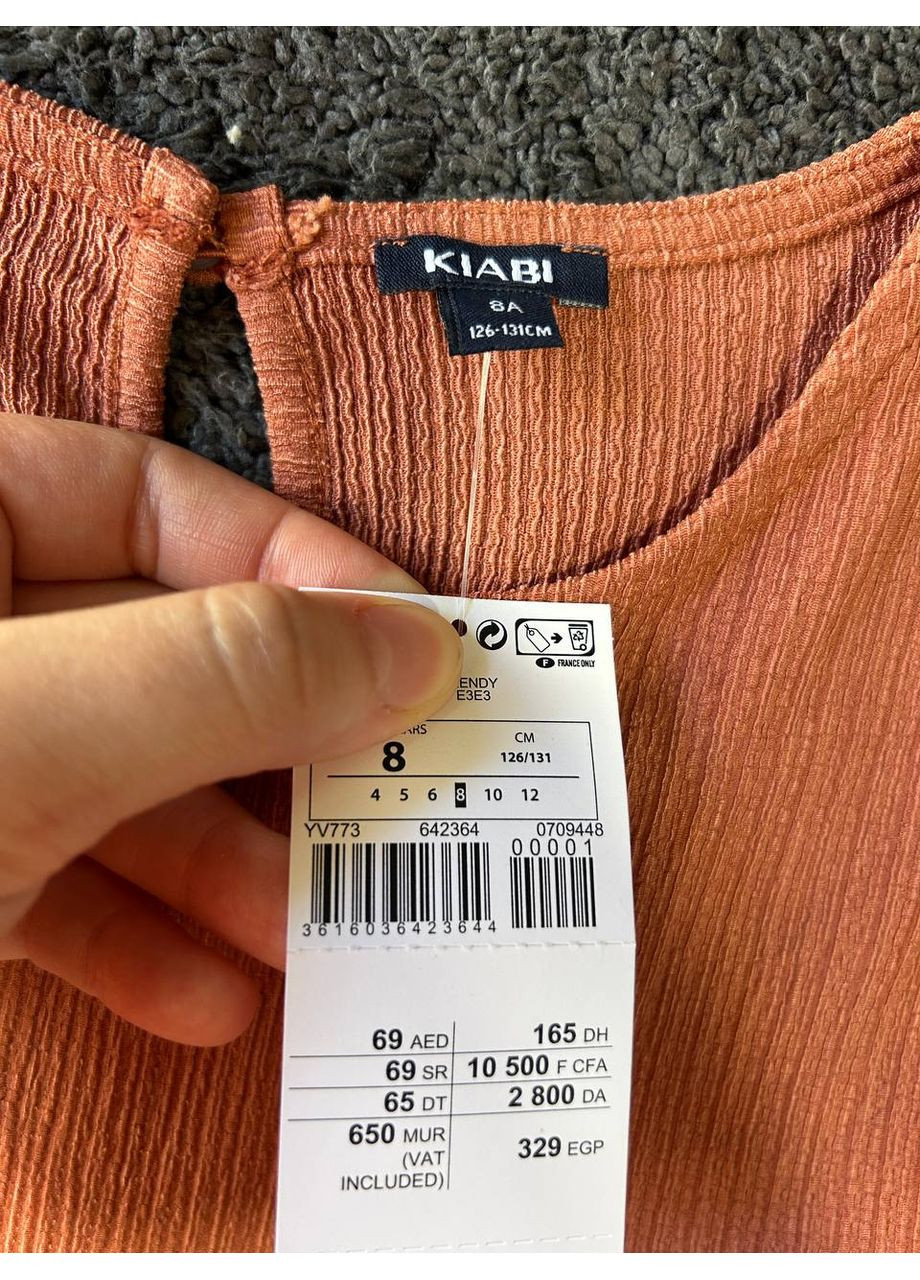 KIABI
8A
126-131CM
F FRANCE ONLY
ENDY
E3E3
ARS CM
8 126/131
4 5 6 8 10 12
YV773 642364 0709448
00001
3616036423644
69 AED 165 DH
69 SR 10 500 F CFA
65 DT 2 800 DA
650 MUR
(VAT 329 EGP
INCLUDED)